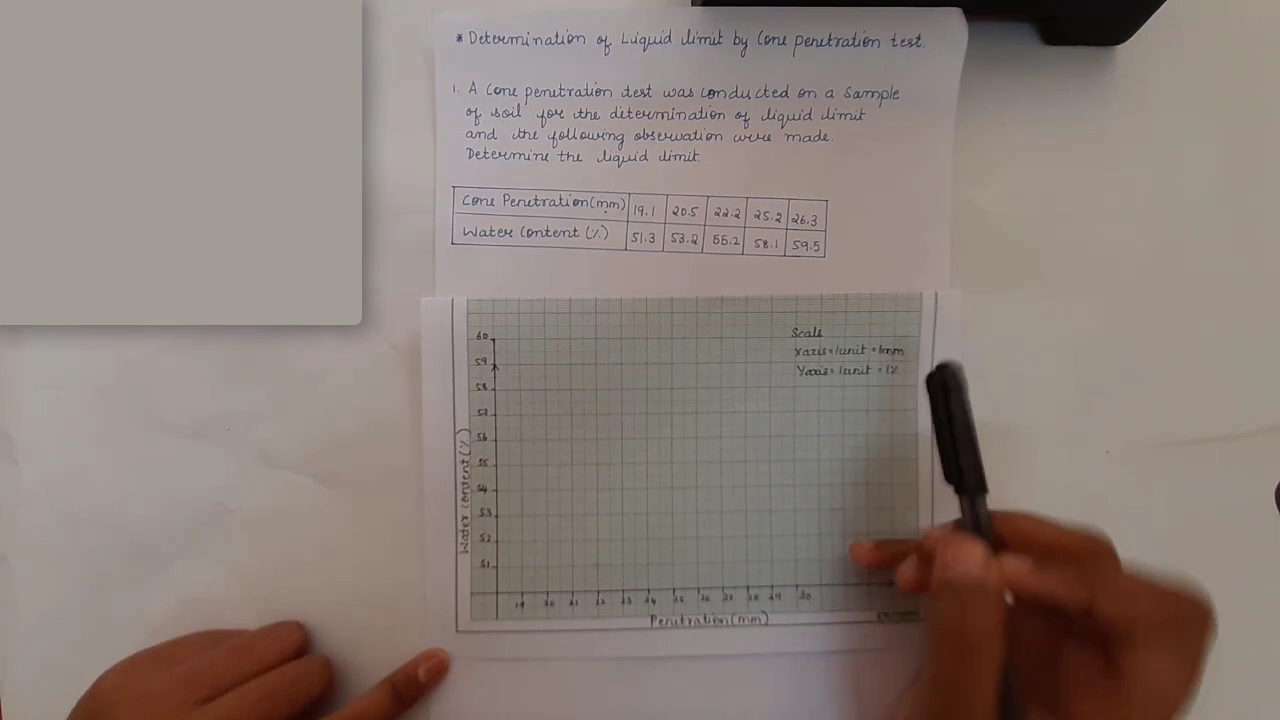 * Determination of Liquid limit by Cone penetration test.
1. A Cone penetration test was conducted on a sample
of soil for the determination of liquid limit
and the following observation were made.
Determine the liquid limit.
Cone Penetration(mm) 19.1 20.5 22.2 25.2 26.3
Water Content (%) 51.3 53.2 55.2 58.1 59.5
Scale
X axis = 1unit = 1mm
Y axis = 1unit = 1%
60
59
58
57
56
55
54
53
52
51
Water content (%)
19 20 21 22 23 24 25 26 27 28 29 30
Penetration(mm)